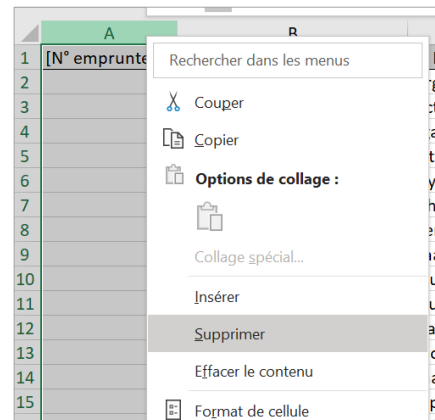 A B
1 [N° emprunte
Rechercher dans les menus
2
3 Couper
4 Copier
5
6 Options de collage :
7
8
9 Collage spécial...
10
11 Insérer
12 Supprimer
13
14 Effacer le contenu
15 Format de cellule